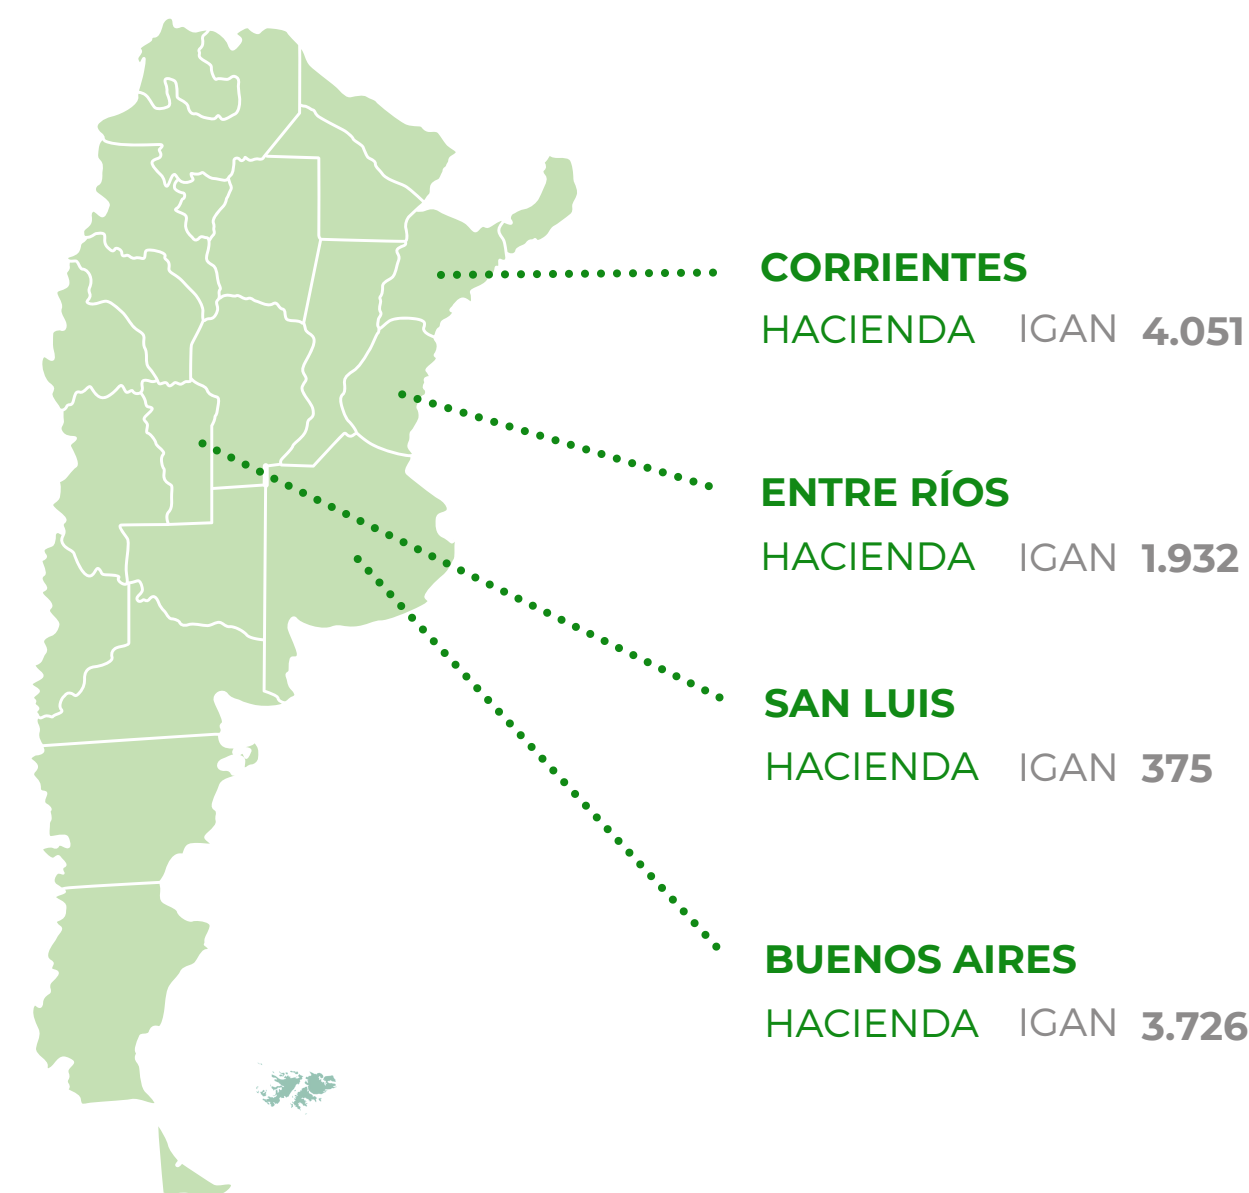 CORRIENTES
HACIENDA IGAN 4.051
ENTRE RÍOS
HACIENDA IGAN 1.932
SAN LUIS
HACIENDA IGAN 375
BUENOS AIRES
HACIENDA IGAN 3.726